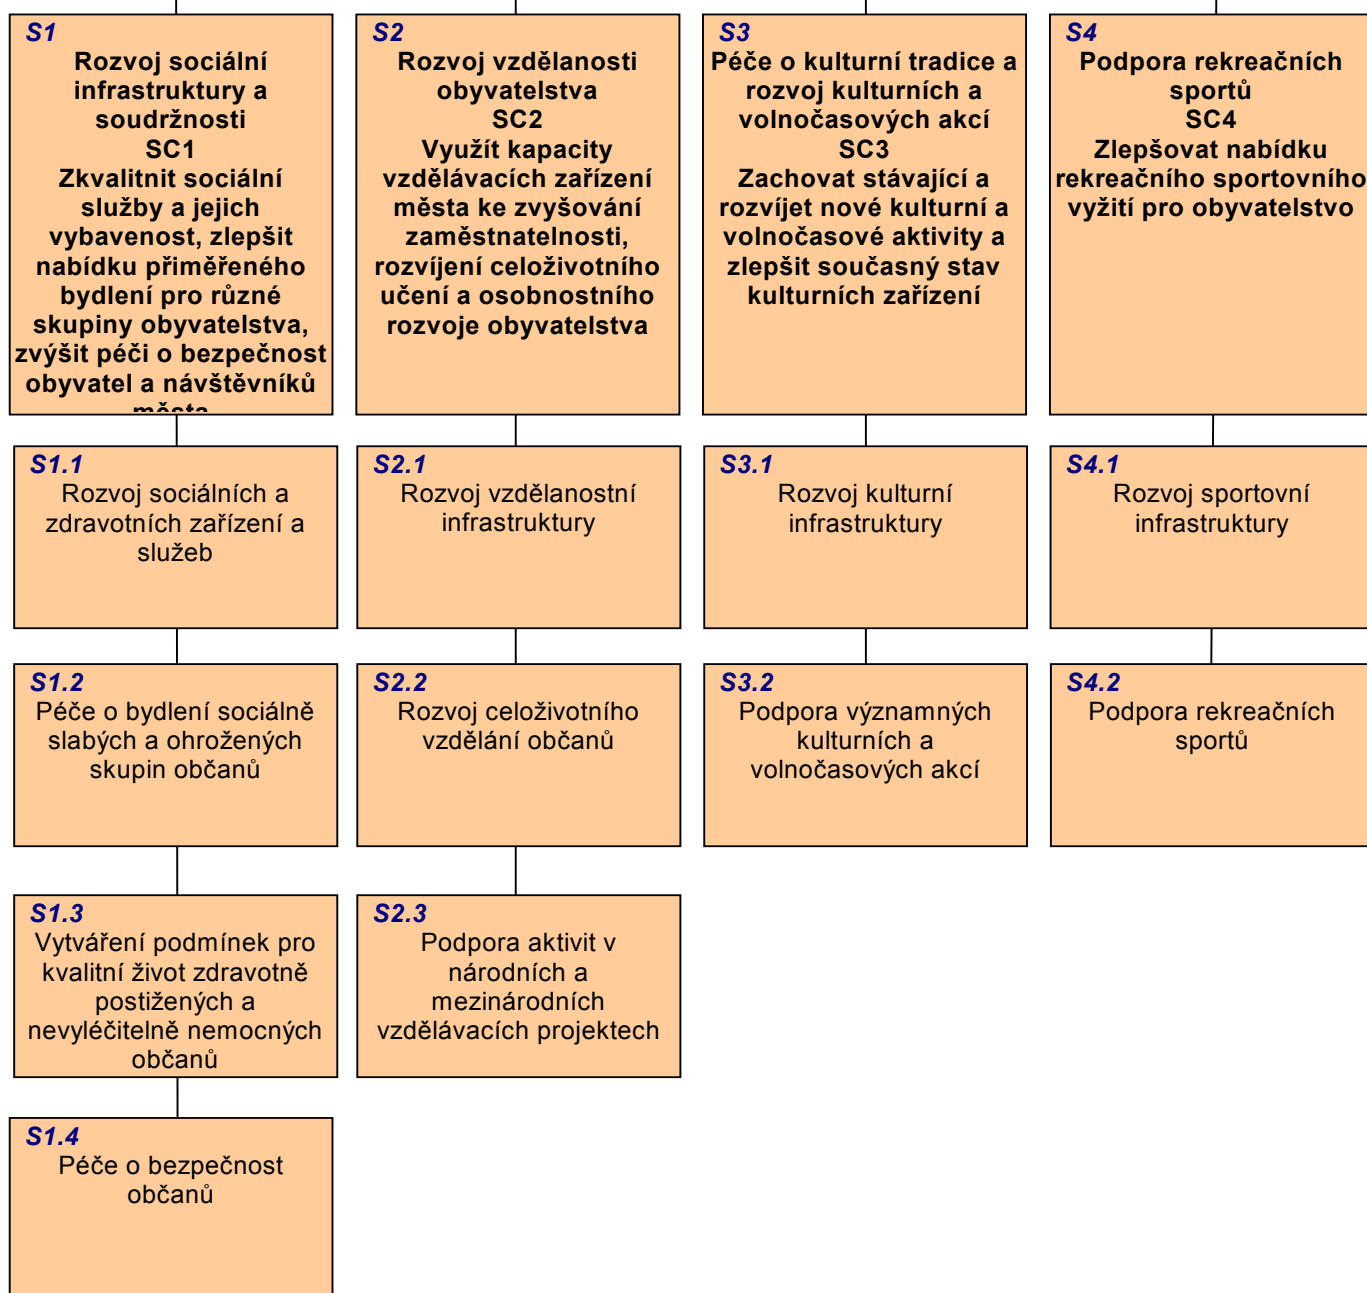 S1
Rozvoj sociální
infrastruktury a
soudržnosti
SC1
Zkvalitnit sociální
služby a jejich
vybavenost, zlepšit
nabídku přiměřeného
bydlení pro různé
skupiny obyvatelstva,
zvýšit péči o bezpečnost
obyvatel a návštěvníků
města
S2
Rozvoj vzdělanosti
obyvatelstva
SC2
Využít kapacity
vzdělávacích zařízení
města ke zvyšování
zaměstnatelnosti,
rozvíjení celoživotního
učení a osobnostního
rozvoje obyvatelstva
S3
Péče o kulturní tradice a
rozvoj kulturních a
volnočasových akcí
SC3
Zachovat stávající a
rozvíjet nové kulturní a
volnočasové aktivity a
zlepšit současný stav
kulturních zařízení
S4
Podpora rekreačních
sportů
SC4
Zlepšovat nabídku
rekreačního sportovního
vyžití pro obyvatelstvo
S1.1
Rozvoj sociálních a
zdravotních zařízení a
služeb
S2.1
Rozvoj vzdělanostní
infrastruktury
S3.1
Rozvoj kulturní
infrastruktury
S4.1
Rozvoj sportovní
infrastruktury
S1.2
Péče o bydlení sociálně
slabých a ohrožených
skupin občanů
S2.2
Rozvoj celoživotního
vzdělání občanů
S3.2
Podpora významných
kulturních a
volnočasových akcí
S4.2
Podpora rekreačních
sportů
S1.3
Vytváření podmínek pro
kvalitní život zdravotně
postižených a
nevyléčitelně nemocných
občanů
S2.3
Podpora aktivit v
národních a
mezinárodních
vzdělávacích projektech
S1.4
Péče o bezpečnost
občanů